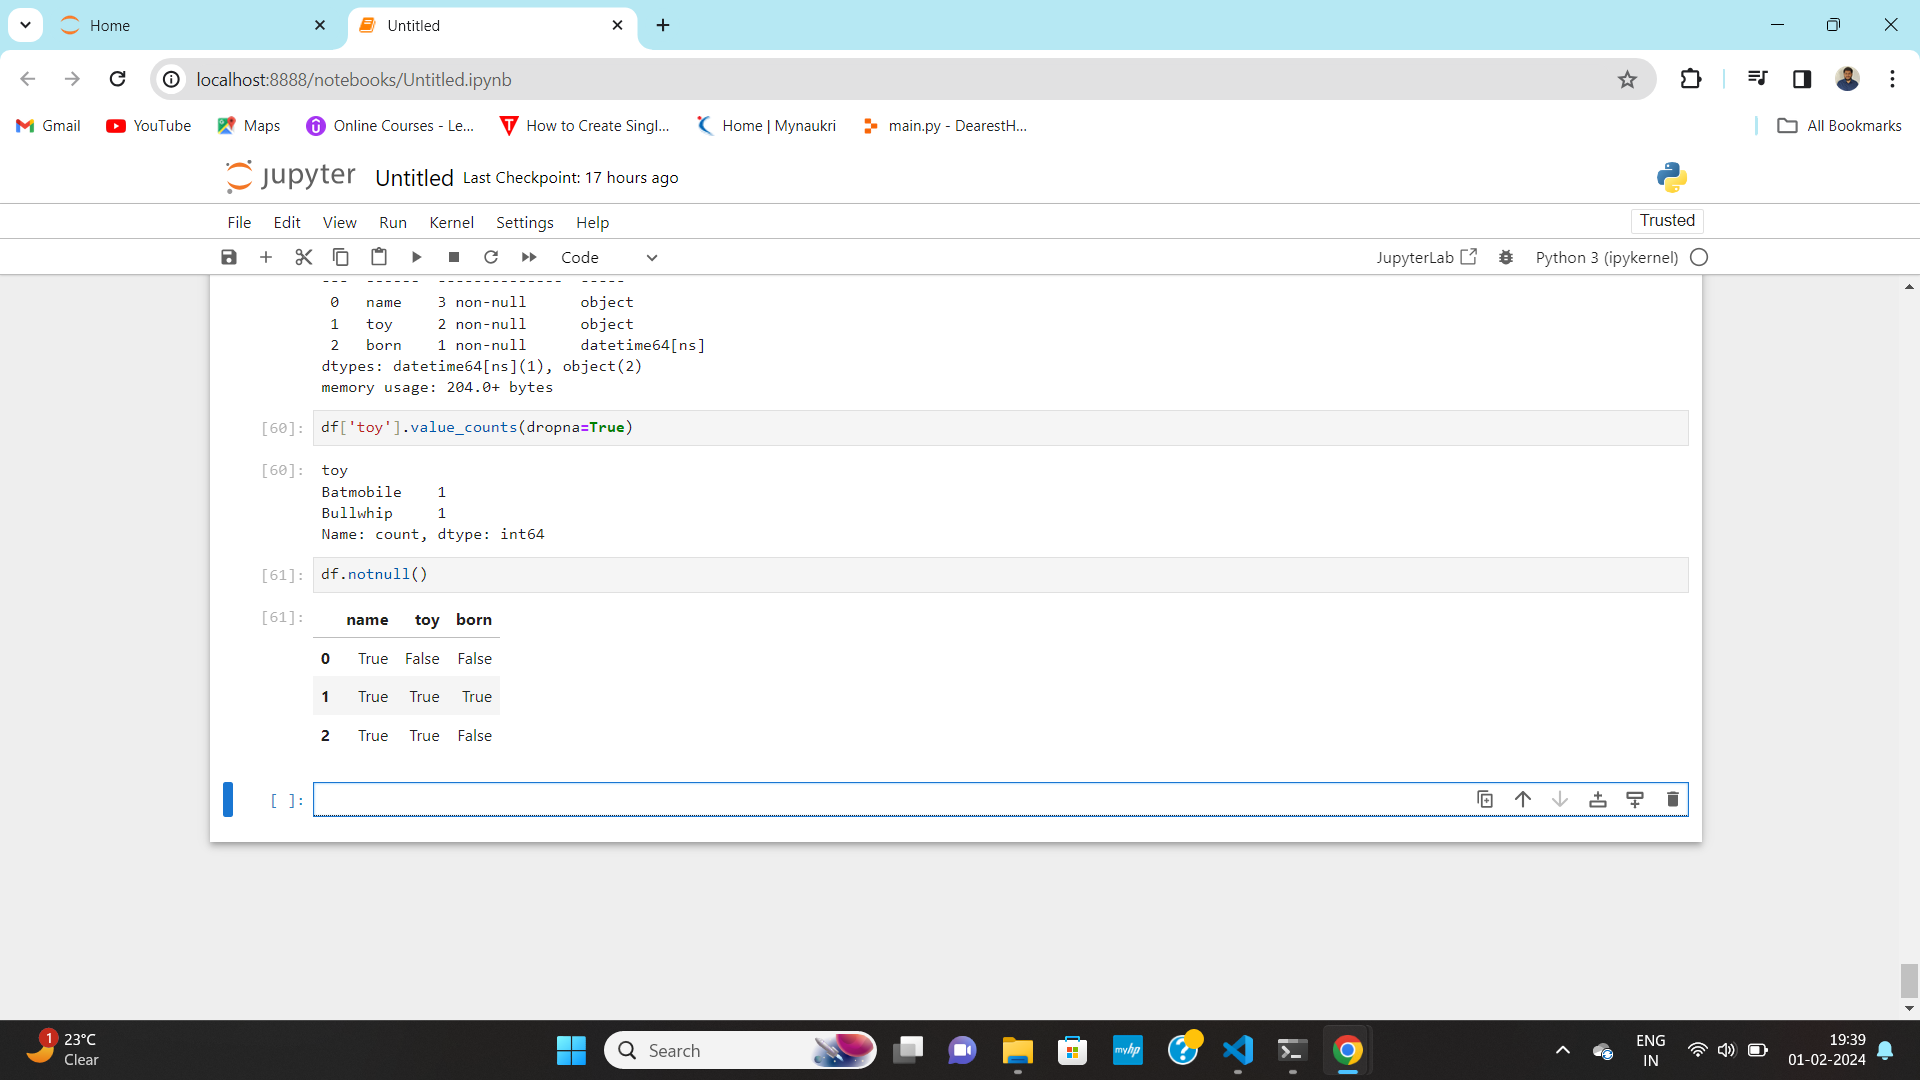 Home
Untitled
localhost:8888/notebooks/Untitled.ipynb
Gmail YouTube Maps Online Courses - Le... How to Create Singl... Home | Mynaukri main.py - DearestH... All Bookmarks
jupyter Untitled Last Checkpoint: 17 hours ago
File Edit View Run Kernel Settings Help Trusted
Code JupyterLab Python 3 (ipykernel)
--- ------ -------------- -----
0 name 3 non-null object
1 toy 2 non-null object
2 born 1 non-null datetime64[ns]
dtypes: datetime64[ns](1), object(2)
memory usage: 204.0+ bytes
[60]: df['toy'].value_counts(dropna=True)
[60]: toy
Batmobile 1
Bullwhip 1
Name: count, dtype: int64
[61]: df.notnull()
[61]: name toy born
0 True False False
1 True True True
2 True True False
[ ]:
1 23°C
Clear
Search
myhp
ENG
IN
19:39
01-02-2024